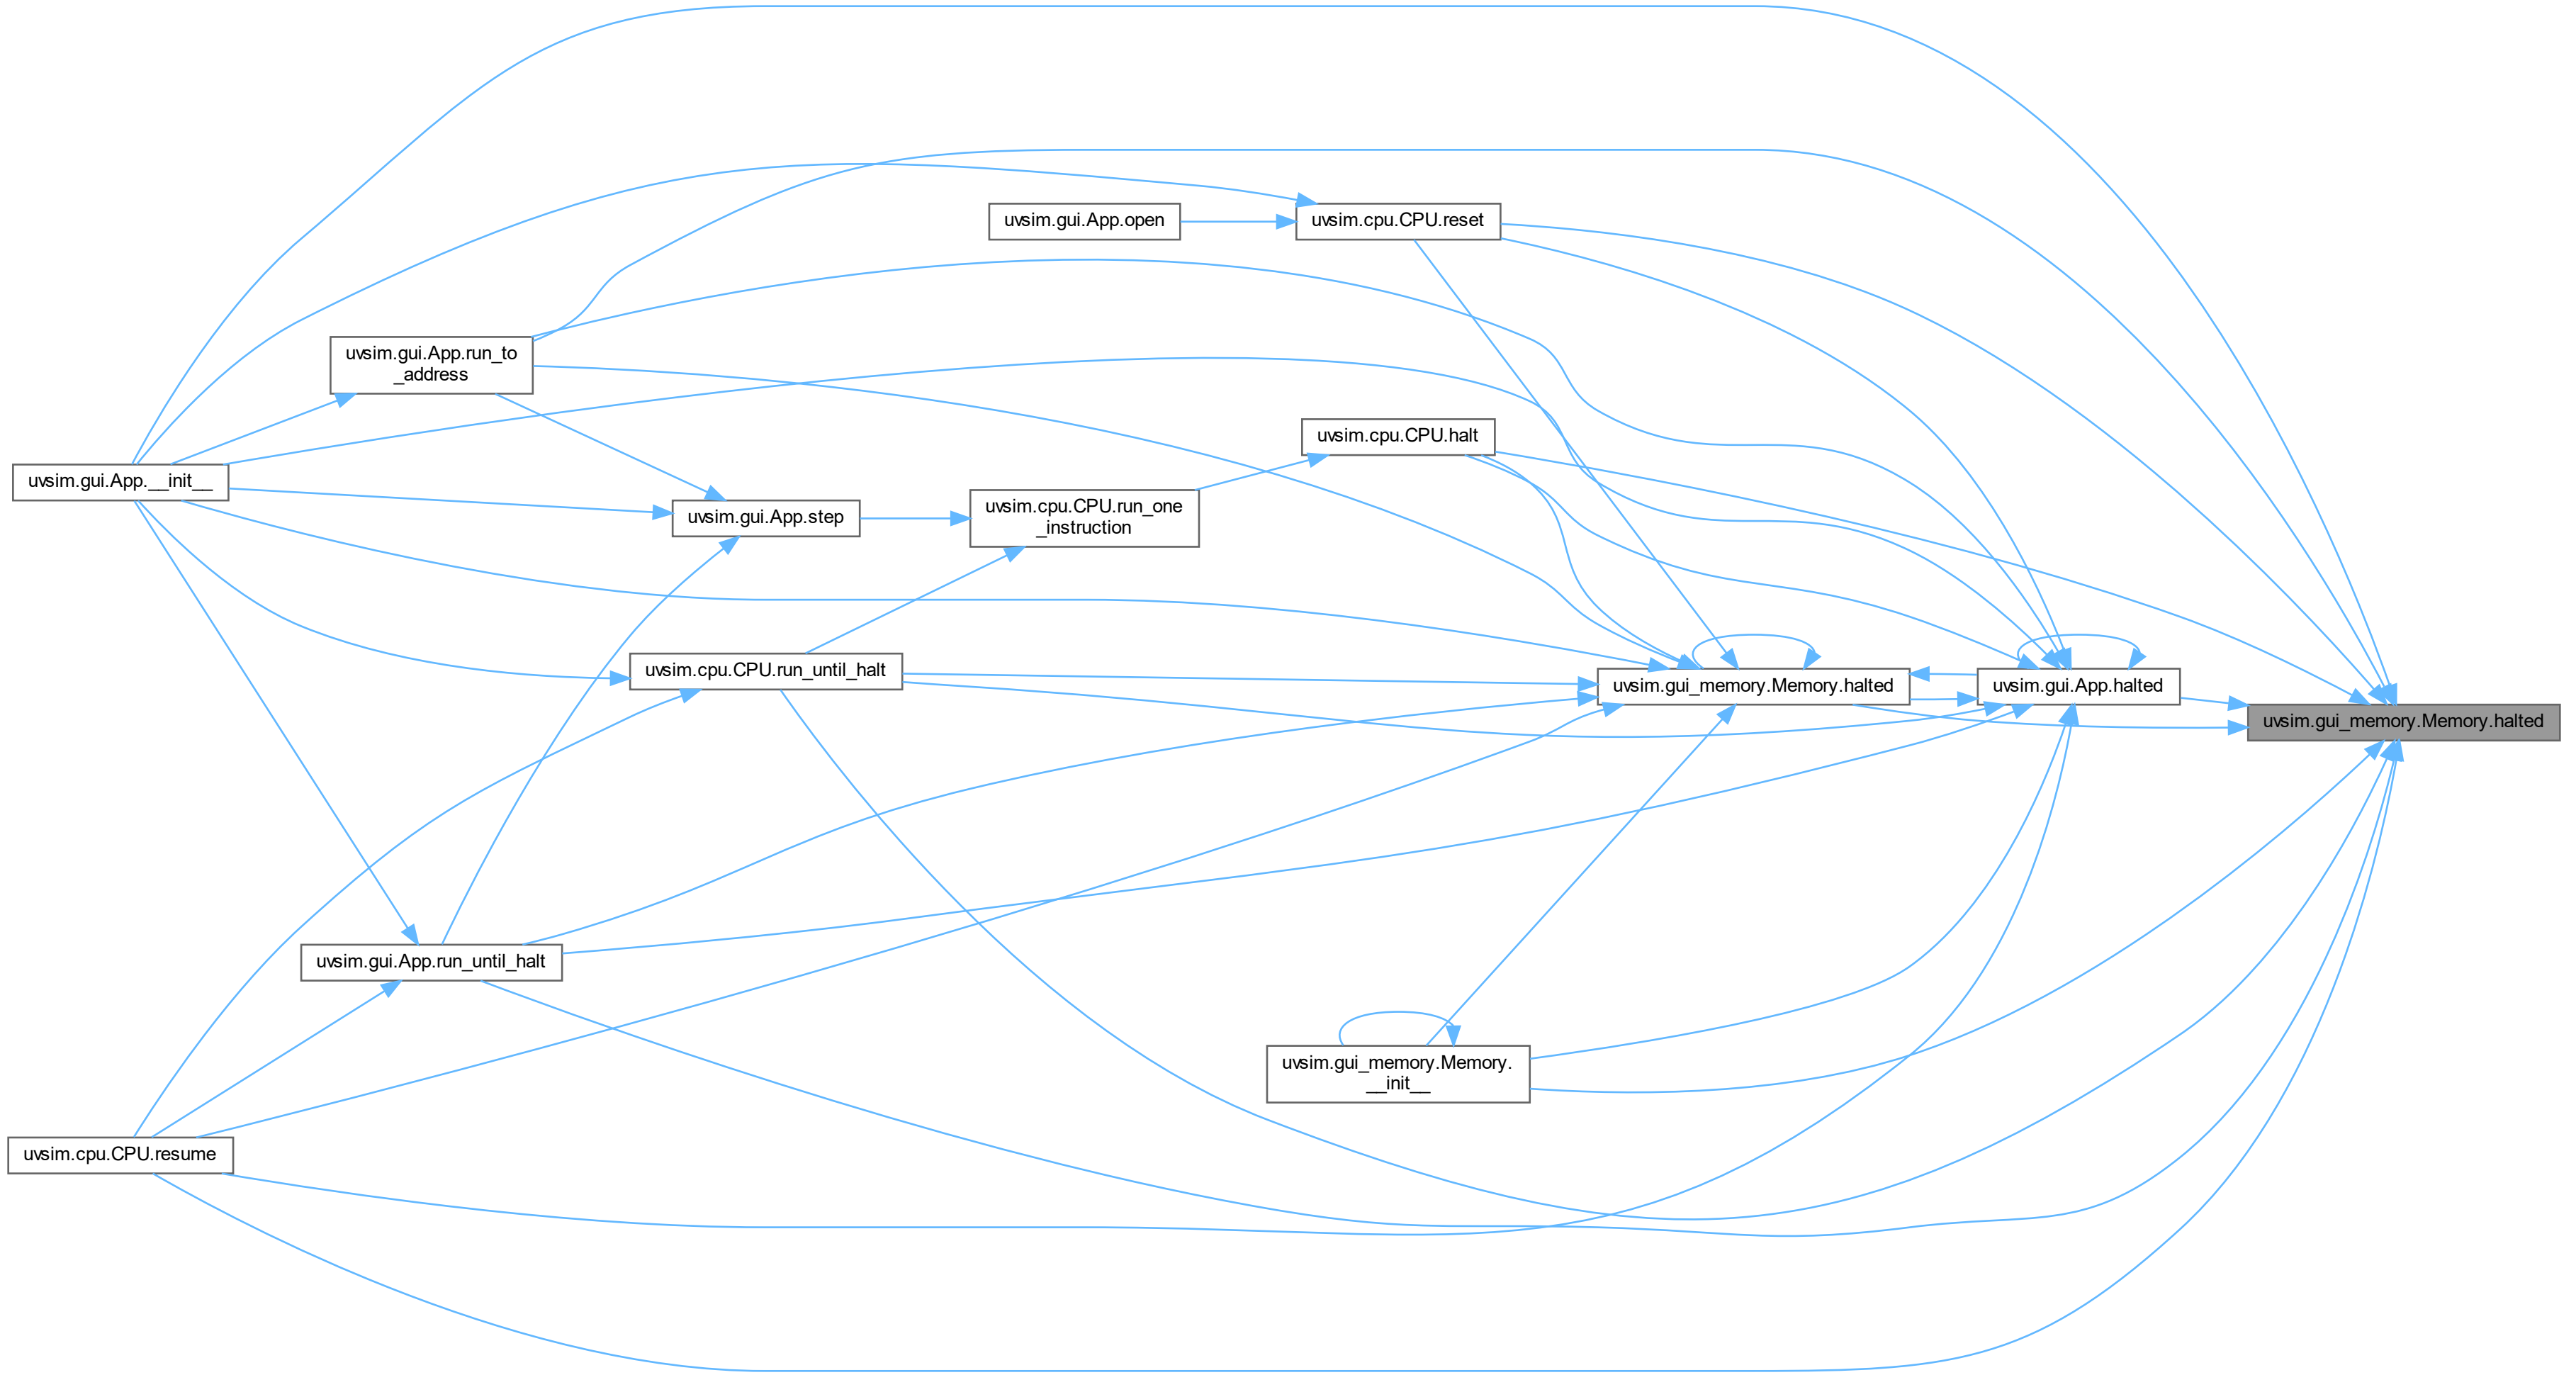 uvsim.gui.App.open
uvsim.cpu.CPU.reset
uvsim.gui.App.run_to
_address
uvsim.cpu.CPU.halt
uvsim.gui.App.__init__
uvsim.gui.App.step
uvsim.cpu.CPU.run_one
_instruction
uvsim.cpu.CPU.run_until_halt
uvsim.gui_memory.Memory.halted
uvsim.gui.App.halted
uvsim.gui_memory.Memory.halted
uvsim.gui.App.run_until_halt
uvsim.gui_memory.Memory.
__init__
uvsim.cpu.CPU.resume